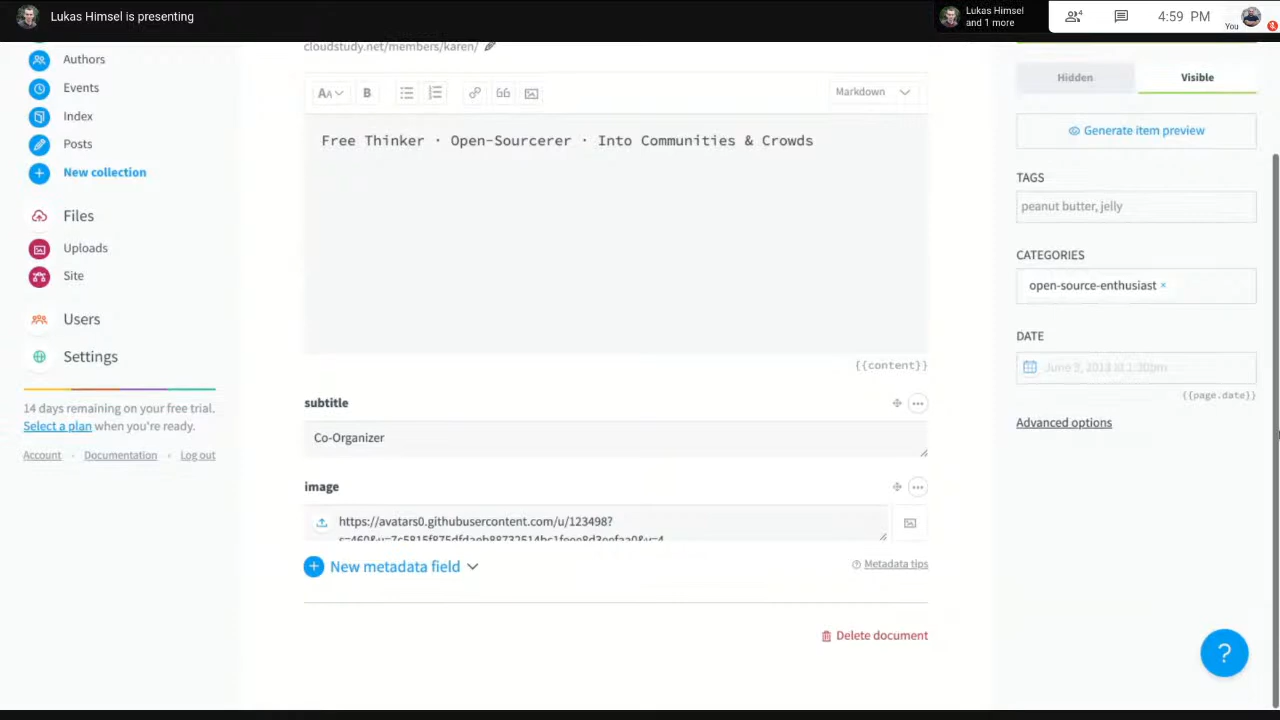 Lukas Himsel is presenting
Lukas Himsel
and 1 more
4
You
4:59 PM
Authors
Events
Index
Posts
New collection
Files
Uploads
Site
Users
Settings
14 days remaining on your free trial.
Select a plan when you're ready.
Account • Documentation • Log out
cloudstudy.net/members/karen/
AA B
Markdown
Free Thinker · Open-Sourcerer · Into Communities & Crowds
{{content}}
subtitle
Co-Organizer
image
https://avatars0.githubusercontent.com/u/123498?
New metadata field
Metadata tips
Delete document
Hidden Visible
Generate item preview
TAGS
peanut butter, jelly
CATEGORIES
open-source-enthusiast ×
DATE
{{page.date}}
Advanced options
?